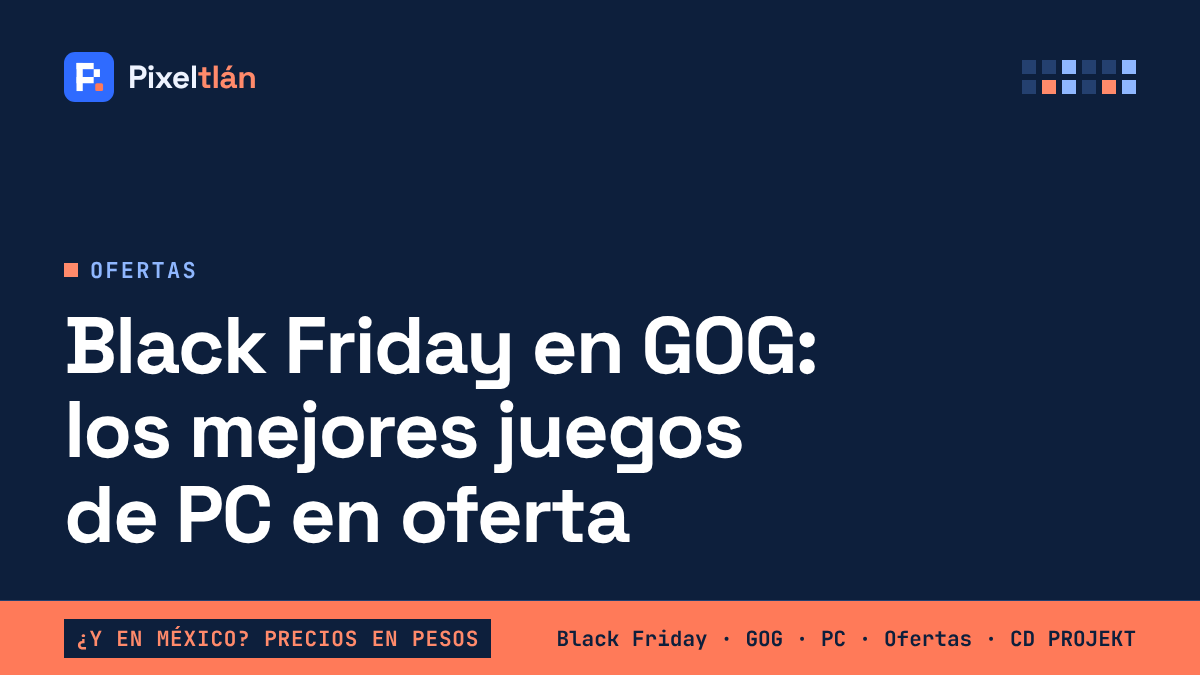 Pixeltlán
OFERTAS
Black Friday en GOG:
los mejores juegos
de PC en oferta
¿Y EN MÉXICO? PRECIOS EN PESOS
Black Friday · GOG · PC · Ofertas · CD PROJEKT